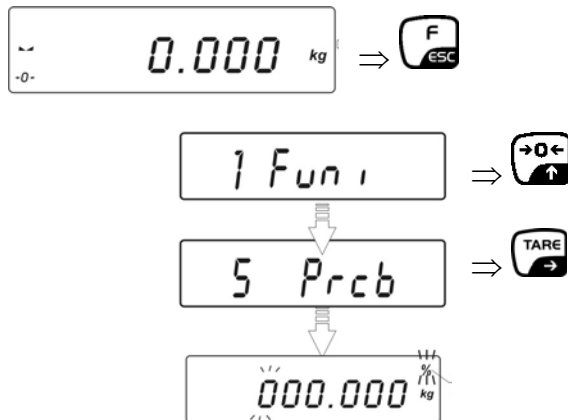 0.000 kg
-0-
F
ESC
1 Funi
→0←
↑
5 Prcb
TARE
→
000.000 % kg